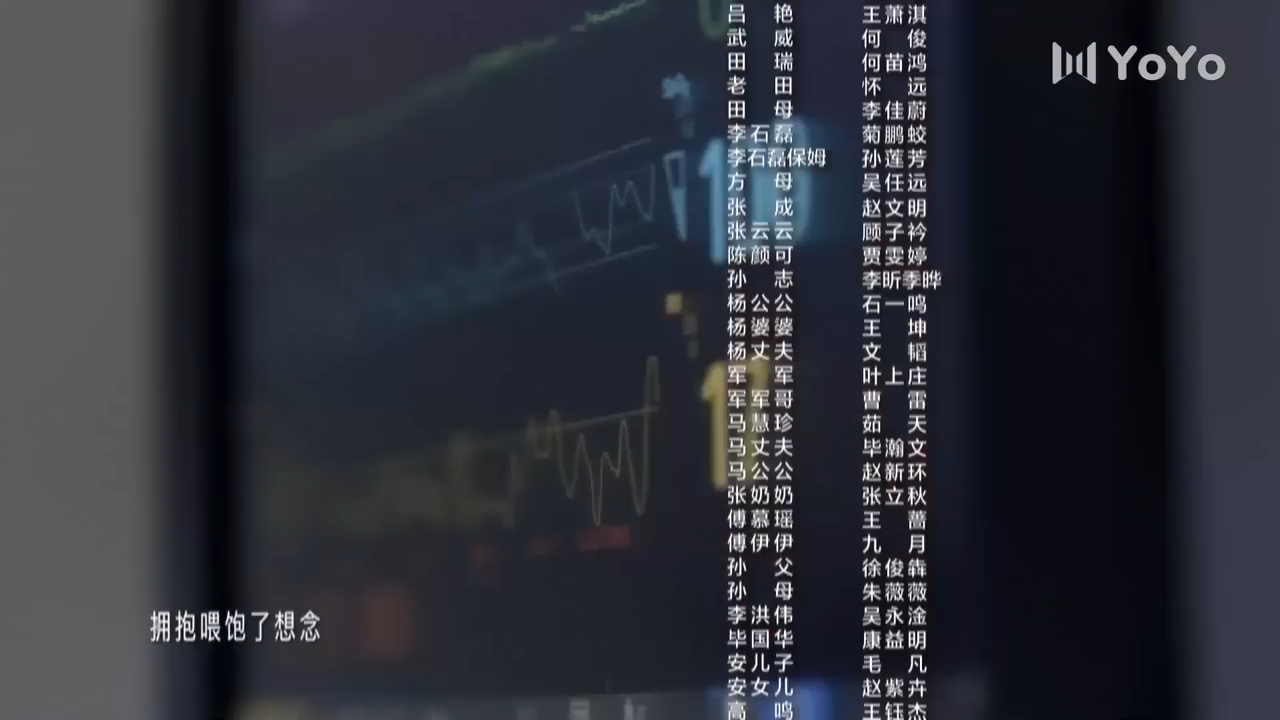 吕艳 王萧淇
武威 何俊
田瑞 何苗鸿
老田 怀远
田母 李佳蔚
李石磊 菊鹏蛟
李石磊保姆 孙莲芳
方母 吴任远
张成 赵文明
张云云 顾子衿
陈颜可 贾雯婷
孙志 李昕季晔
杨公公 石一鸣
杨婆婆 王坤
杨丈夫 文韬
军军 叶上庄
军军哥 曹雷
马慧珍 茹天
马丈夫 毕瀚文
马公公 赵新环
张奶奶 张立秋
傅慕瑶 王蔷
傅伊伊 九月
孙父 徐俊犇
孙母 朱薇薇
李洪伟 吴永淦
毕国华 康益明
安儿子 毛凡
安女儿 赵紫卉
高鸣 王钰杰
YoYo
拥抱喂饱了想念